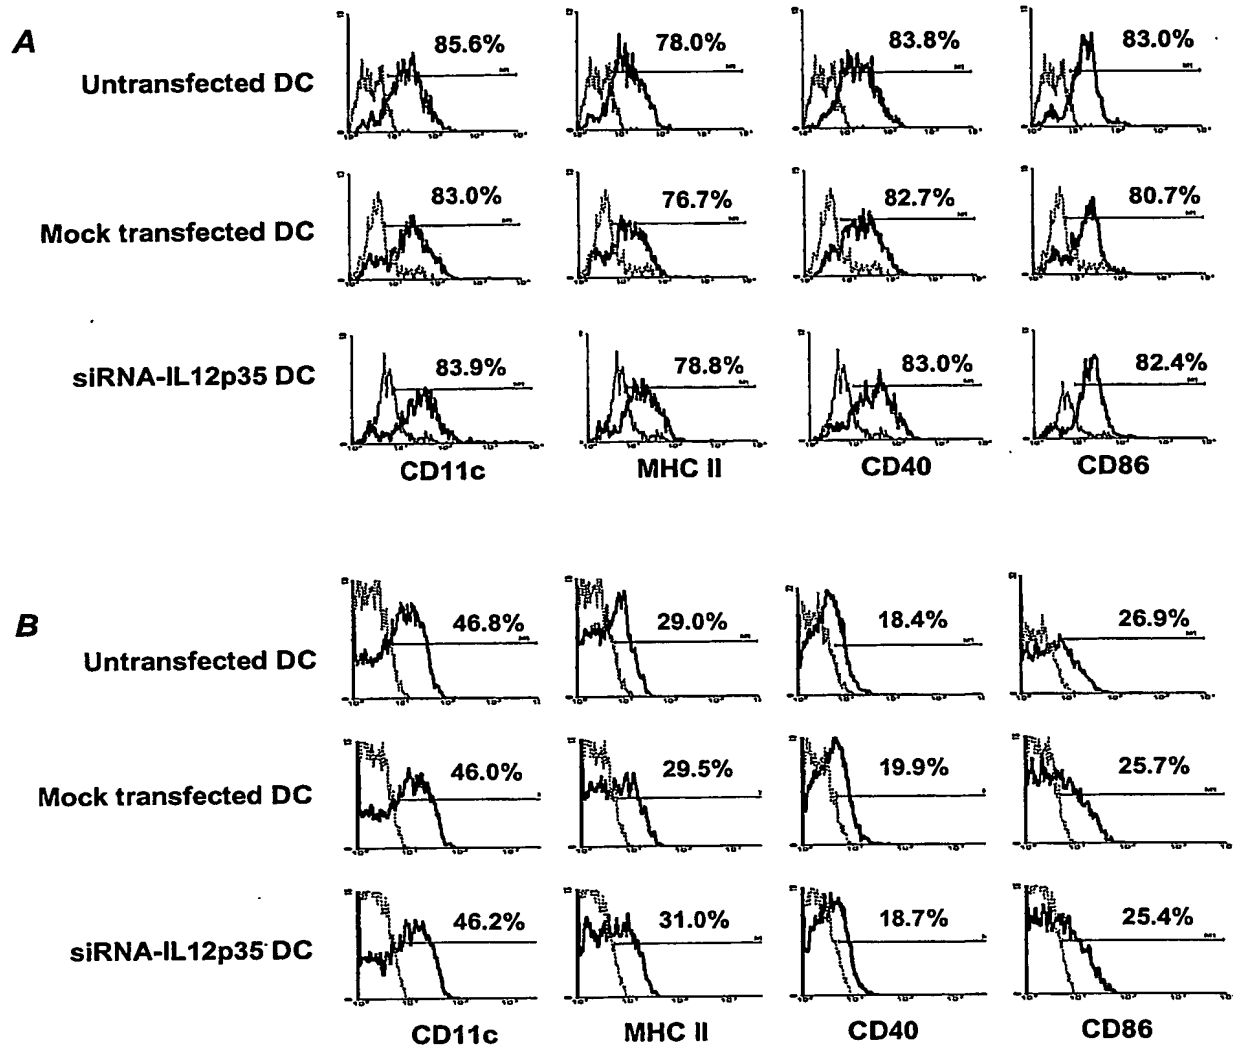 A
85.6% 78.0% 83.8% 83.0%
Untransfected DC
83.0% 76.7% 82.7% 80.7%
Mock transfected DC
83.9% 78.8% 83.0% 82.4%
siRNA-IL12p35 DC
CD11c MHC II CD40 CD86
B
46.8% 29.0% 18.4% 26.9%
Untransfected DC
46.0% 29.5% 19.9% 25.7%
Mock transfected DC
46.2% 31.0% 18.7% 25.4%
siRNA-IL12p35 DC
CD11c MHC II CD40 CD86